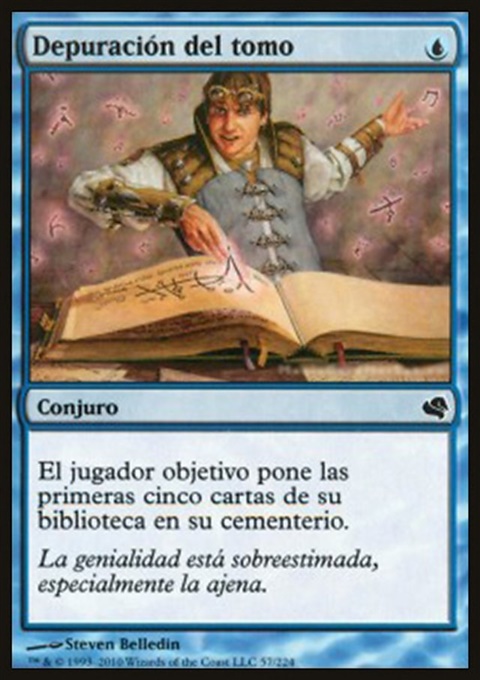 Depuración del tomo
Conjuro
El jugador objetivo pone las
primeras cinco cartas de su
biblioteca en su cementerio.
La genialidad está sobreestimada,
especialmente la ajena.
Steven Belledin
™ & © 1993-2010 Wizards of the Coast LLC 57/224